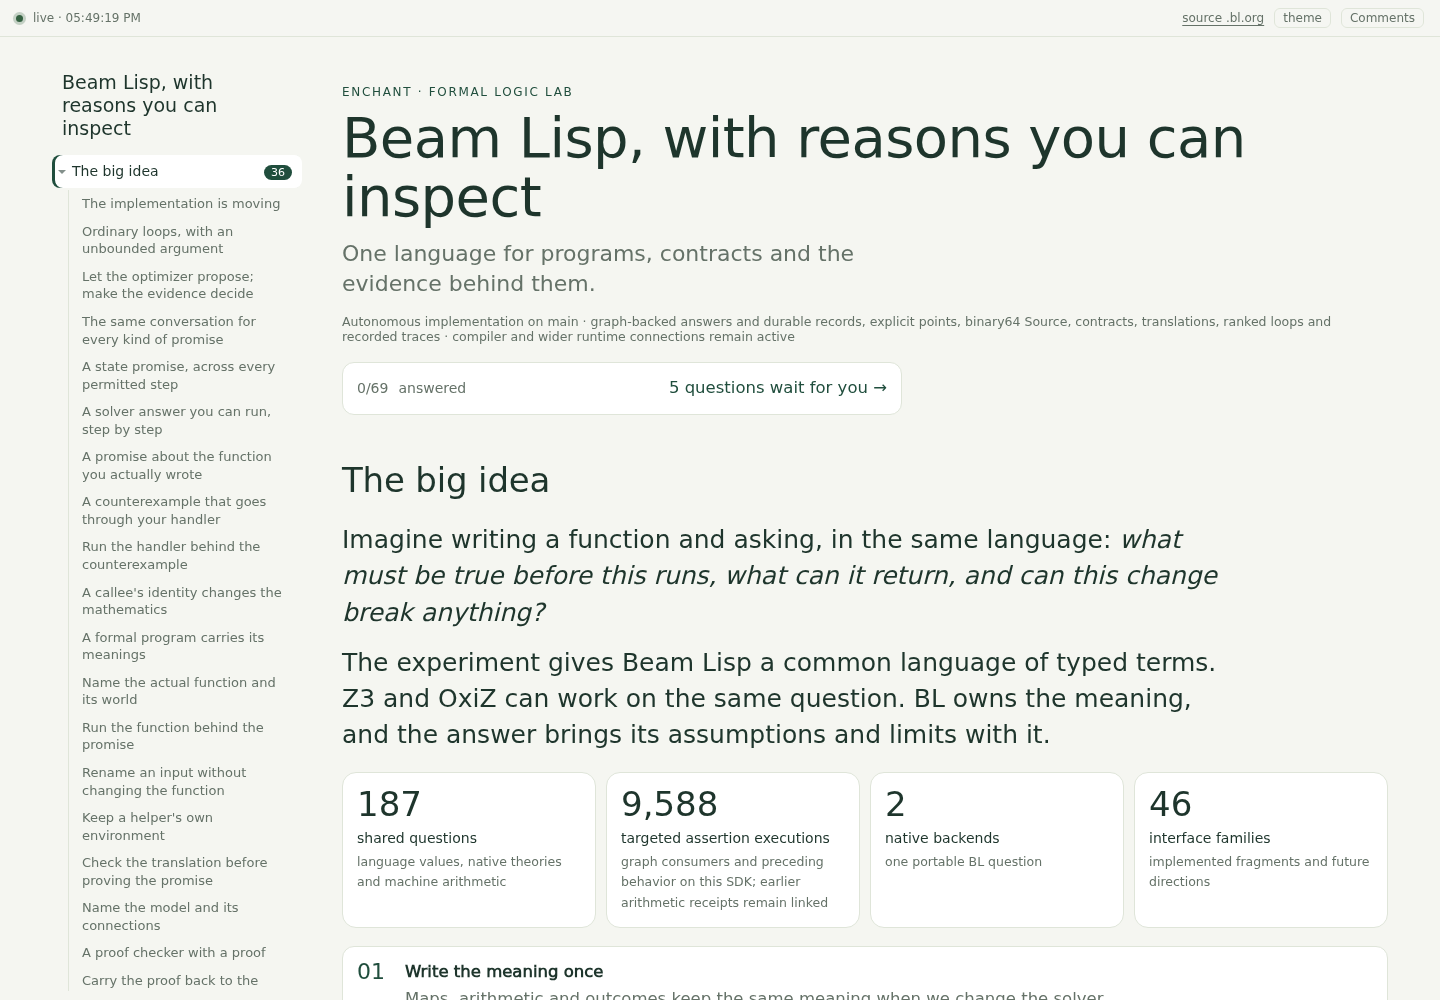 live · 05:49:19 PM
source .bl.org
theme
Comments
Beam Lisp, with
reasons you can
inspect
The big idea
36
The implementation is moving
Ordinary loops, with an
unbounded argument
Let the optimizer propose;
make the evidence decide
The same conversation for
every kind of promise
A state promise, across every
permitted step
A solver answer you can run,
step by step
A promise about the function
you actually wrote
A counterexample that goes
through your handler
Run the handler behind the
counterexample
A callee's identity changes the
mathematics
A formal program carries its
meanings
Name the actual function and
its world
Run the function behind the
promise
Rename an input without
changing the function
Keep a helper's own
environment
Check the translation before
proving the promise
Name the model and its
connections
A proof checker with a proof
Carry the proof back to the
ENCHANT · FORMAL LOGIC LAB
Beam Lisp, with reasons you can
inspect
One language for programs, contracts and the
evidence behind them.
Autonomous implementation on main · graph-backed answers and durable records, explicit points, binary64 Source, contracts, translations, ranked loops and
recorded traces · compiler and wider runtime connections remain active
0/69 answered
5 questions wait for you →
The big idea
Imagine writing a function and asking, in the same language: what
must be true before this runs, what can it return, and can this change
break anything?
The experiment gives Beam Lisp a common language of typed terms.
Z3 and OxiZ can work on the same question. BL owns the meaning,
and the answer brings its assumptions and limits with it.
187
shared questions
language values, native theories
and machine arithmetic
9,588
targeted assertion executions
graph consumers and preceding
behavior on this SDK; earlier
arithmetic receipts remain linked
2
native backends
one portable BL question
46
interface families
implemented fragments and future
directions
01
Write the meaning once
Maps, arithmetic and outcomes keep the same meaning when we change the solver.